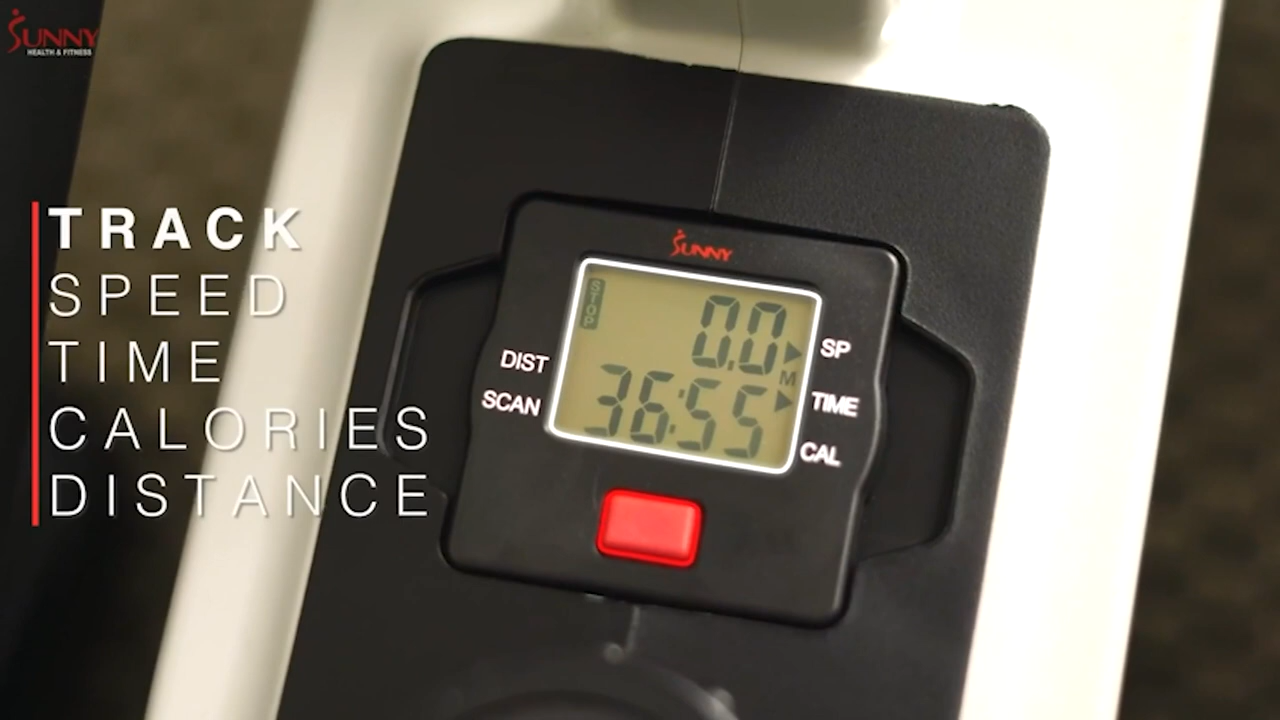 SUNNY
HEALTH & FITNESS
TRACK
SPEED
TIME
CALORIES
DISTANCE
SUNNY
STOP
0.0
SP
DIST
M
36:55
SCAN
TIME
CAL